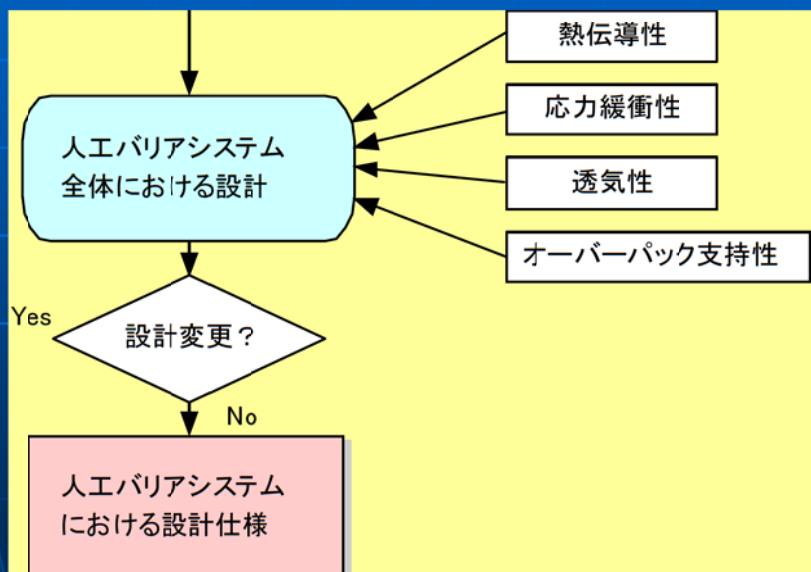 熱伝導性
人工バリアシステム
全体における設計
応力緩衝性
透気性
オーバーパック支持性
Yes
設計変更？
No
人工バリアシステム
における設計仕様